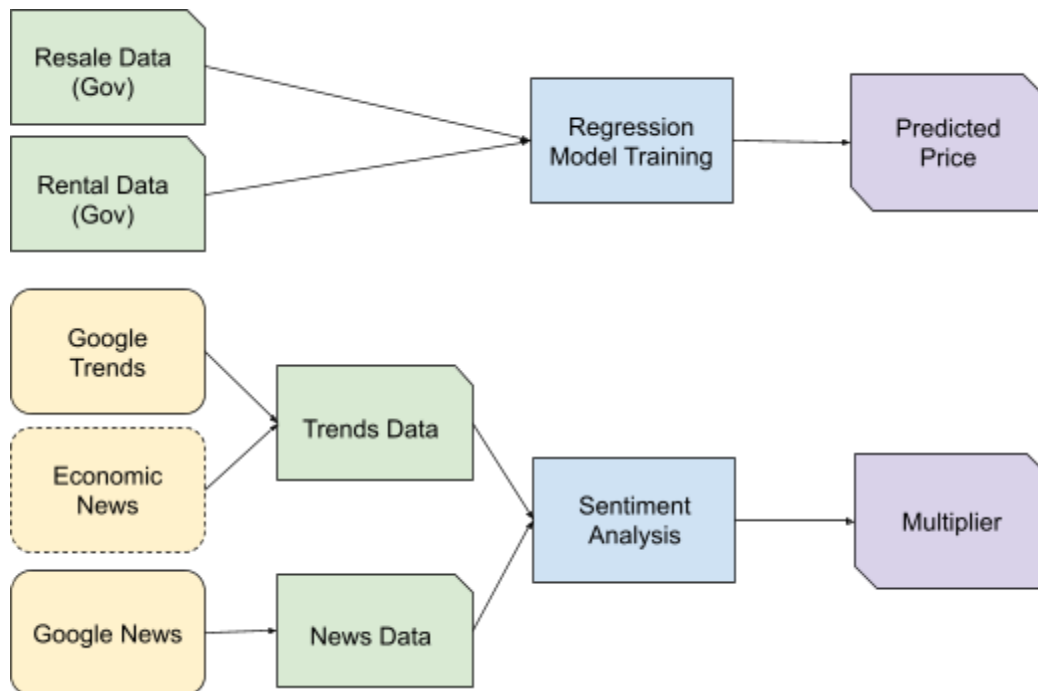 Resale Data
(Gov)
Rental Data
(Gov)
Regression
Model Training
Predicted
Price
Google
Trends
Economic
News
Google News
Trends Data
News Data
Sentiment
Analysis
Multiplier